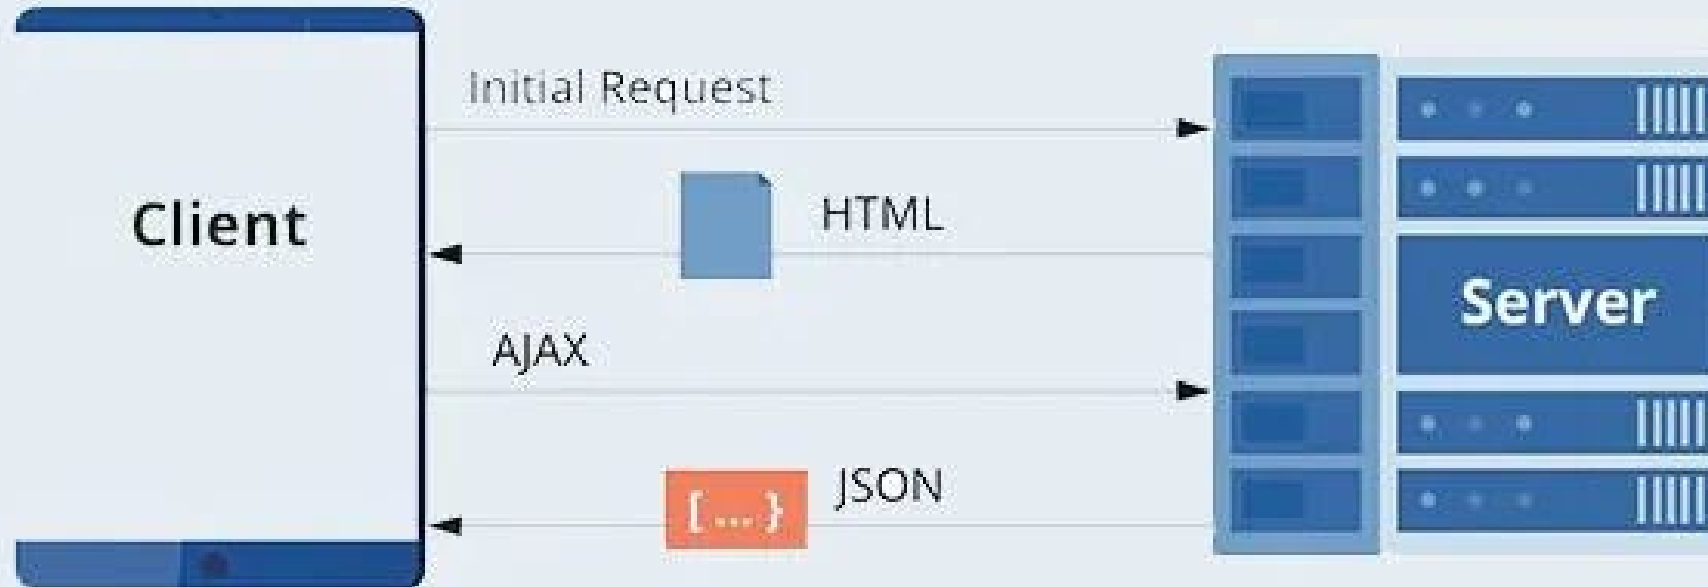 Initial Request
HTML
Client
Server
AJAX
JSON
{ ... }